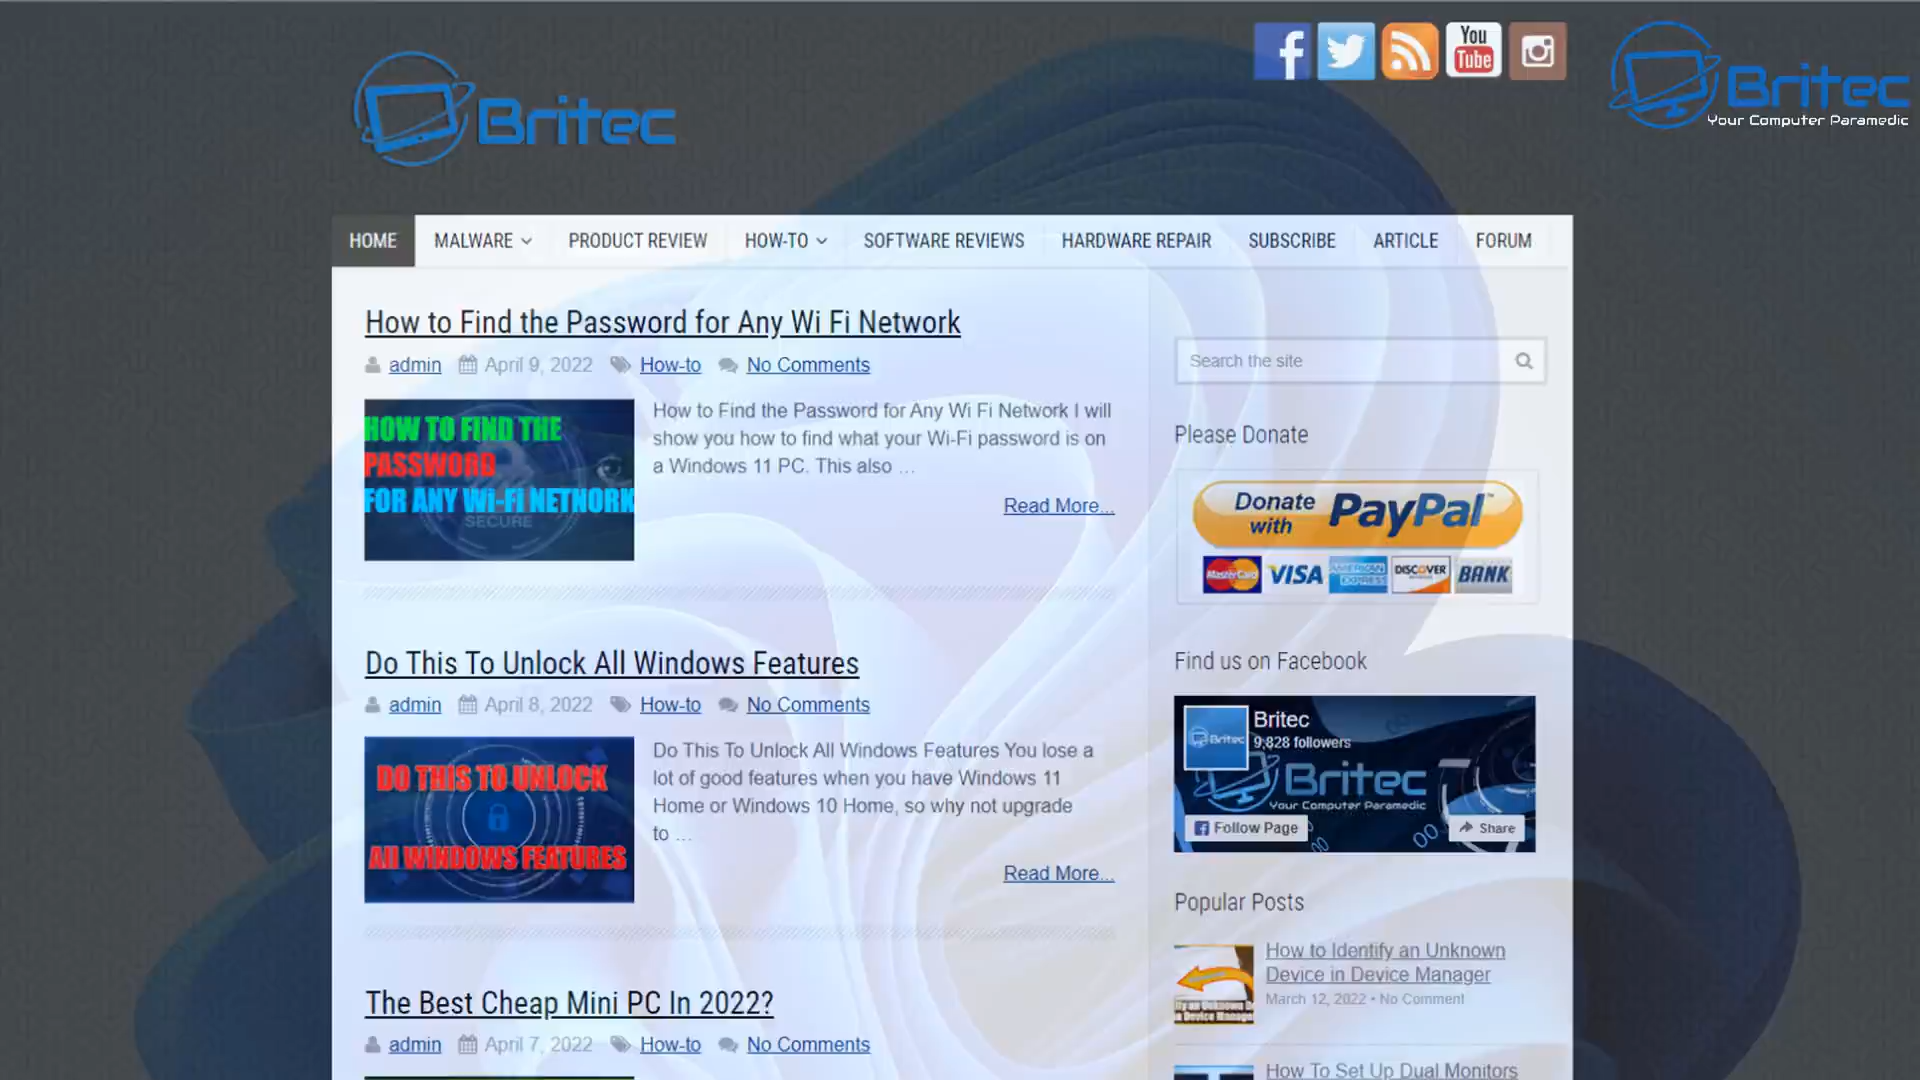 Britec
You
Tube
Britec
Your Computer Paramedic
HOME
MALWARE
PRODUCT REVIEW
HOW-TO
SOFTWARE REVIEWS
HARDWARE REPAIR
SUBSCRIBE
ARTICLE
FORUM
How to Find the Password for Any Wi Fi Network
admin April 9, 2022 How-to No Comments
HOW TO FIND THE
PASSWORD
FOR ANY Wi-Fi NETWORK
SECURE
How to Find the Password for Any Wi Fi Network I will
show you how to find what your Wi-Fi password is on
a Windows 11 PC. This also ...
Read More...
Do This To Unlock All Windows Features
admin April 8, 2022 How-to No Comments
DO THIS TO UNLOCK
All WINDOWS FEATURES
Do This To Unlock All Windows Features You lose a
lot of good features when you have Windows 11
Home or Windows 10 Home, so why not upgrade
to ...
Read More...
The Best Cheap Mini PC In 2022?
admin April 7, 2022 How-to No Comments
Search the site
Please Donate
Donate
with PayPal™
MasterCard VISA AMERICAN EXPRESS DISCOVER BANK
Find us on Facebook
Britec
Britec
9,828 followers
Britec
Your Computer Paramedic
Follow Page
Share
Popular Posts
How to Identify an Unknown
Device in Device Manager
March 12, 2022 • No Comment
How To Set Up Dual Monitors